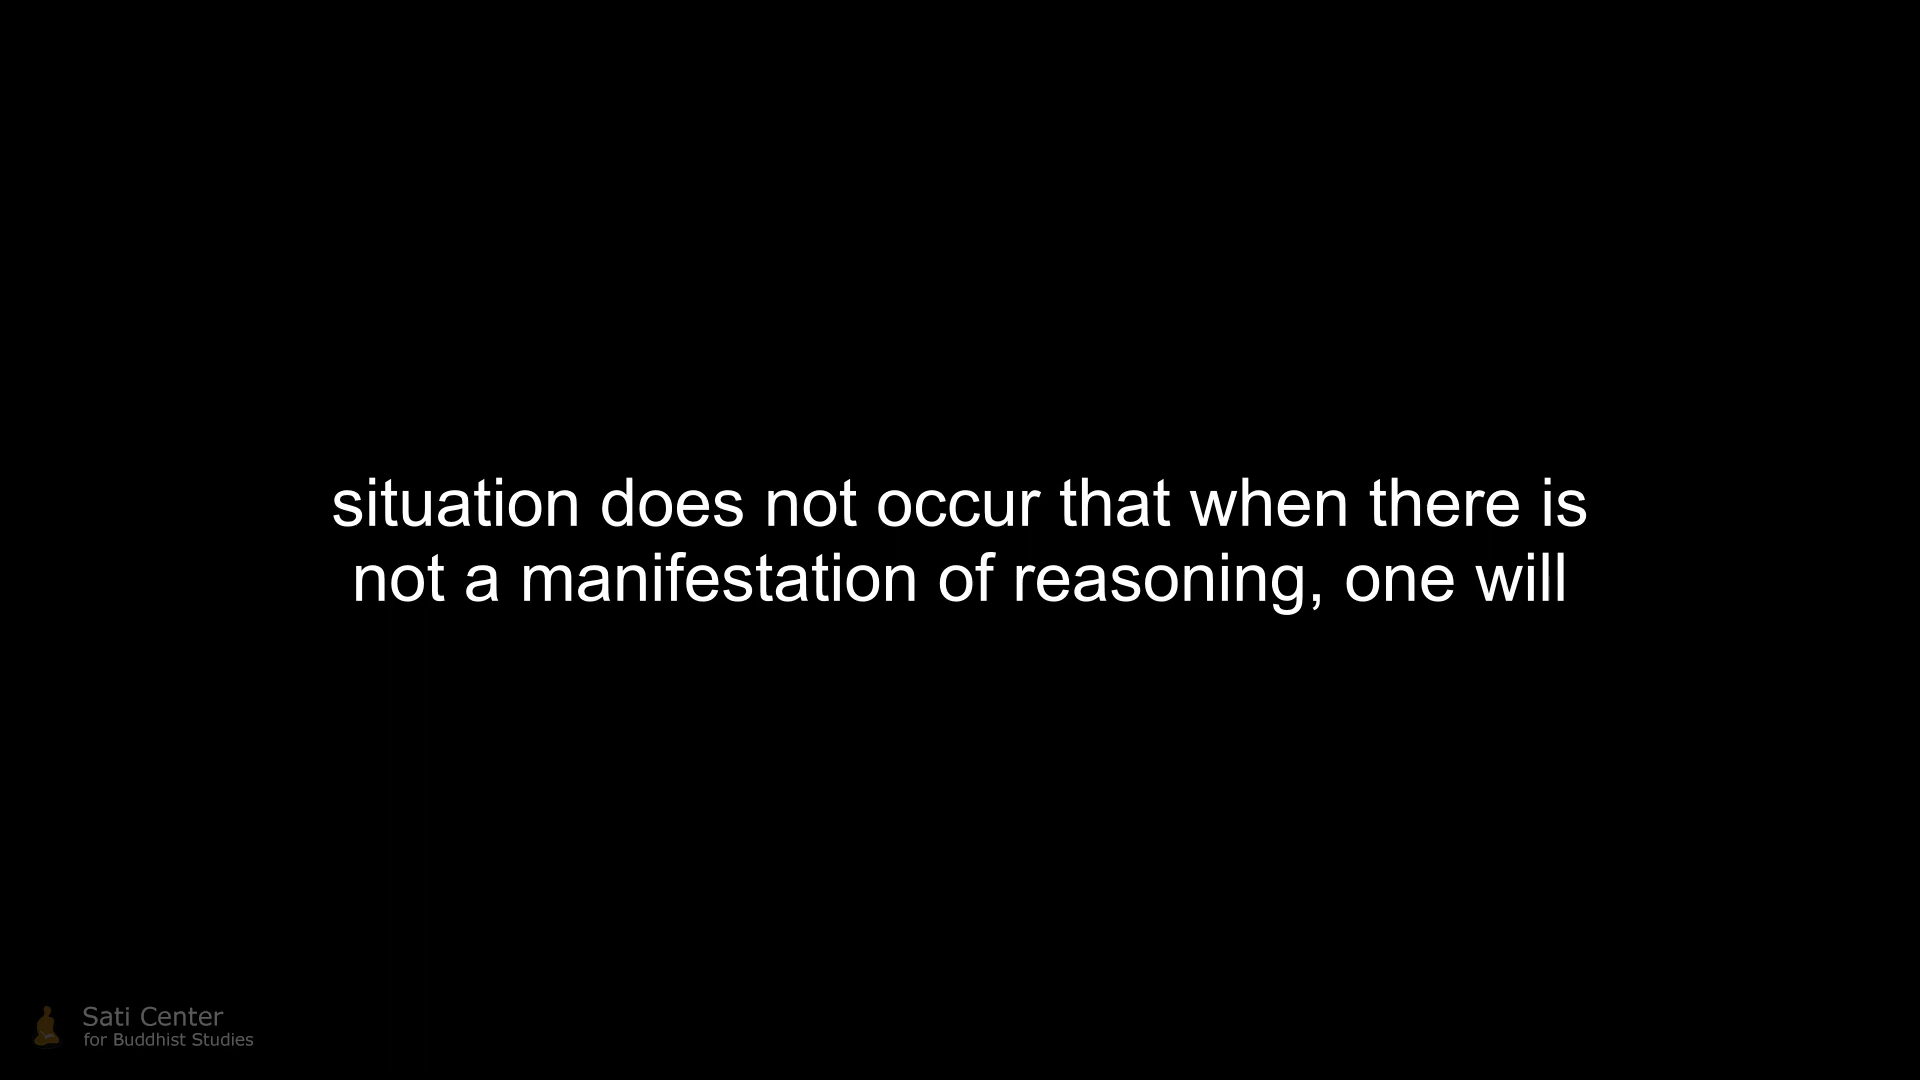 situation does not occur that when there is
not a manifestation of reasoning, one will
Sati Center
for Buddhist Studies